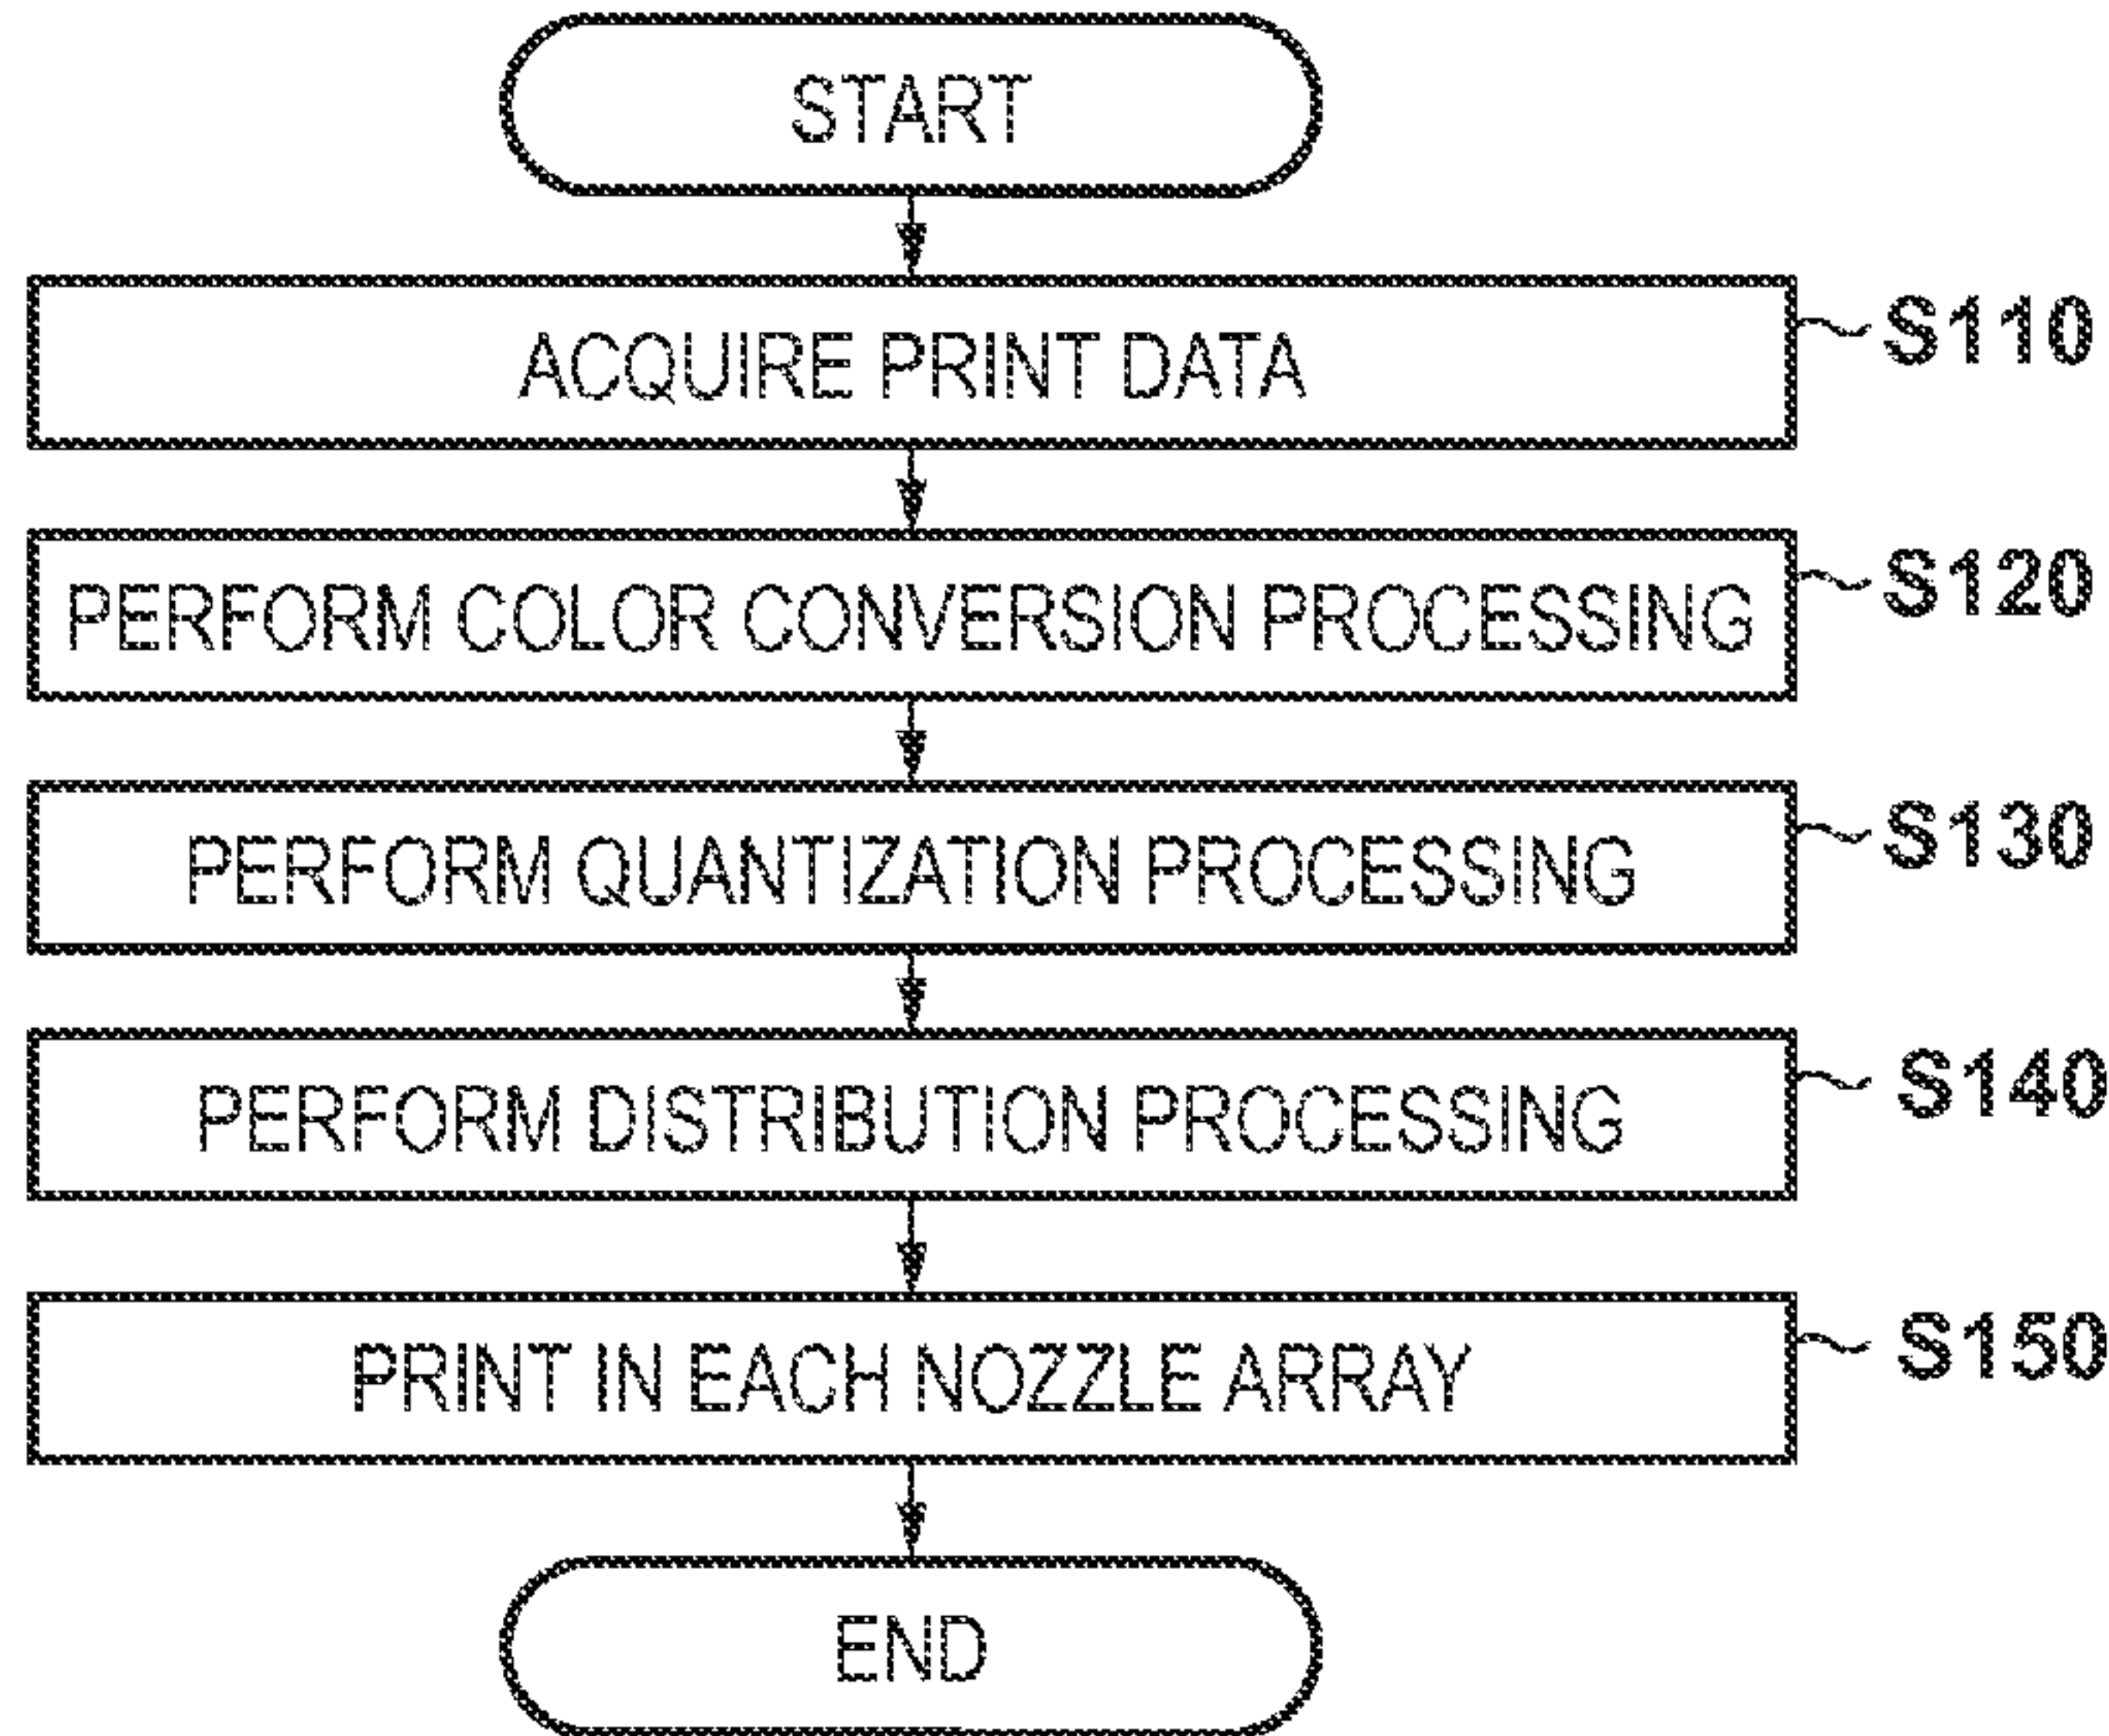 START
ACQUIRE PRINT DATA S110
PERFORM COLOR CONVERSION PROCESSING S120
PERFORM QUANTIZATION PROCESSING S130
PERFORM DISTRIBUTION PROCESSING S140
PRINT IN EACH NOZZLE ARRAY S150
END